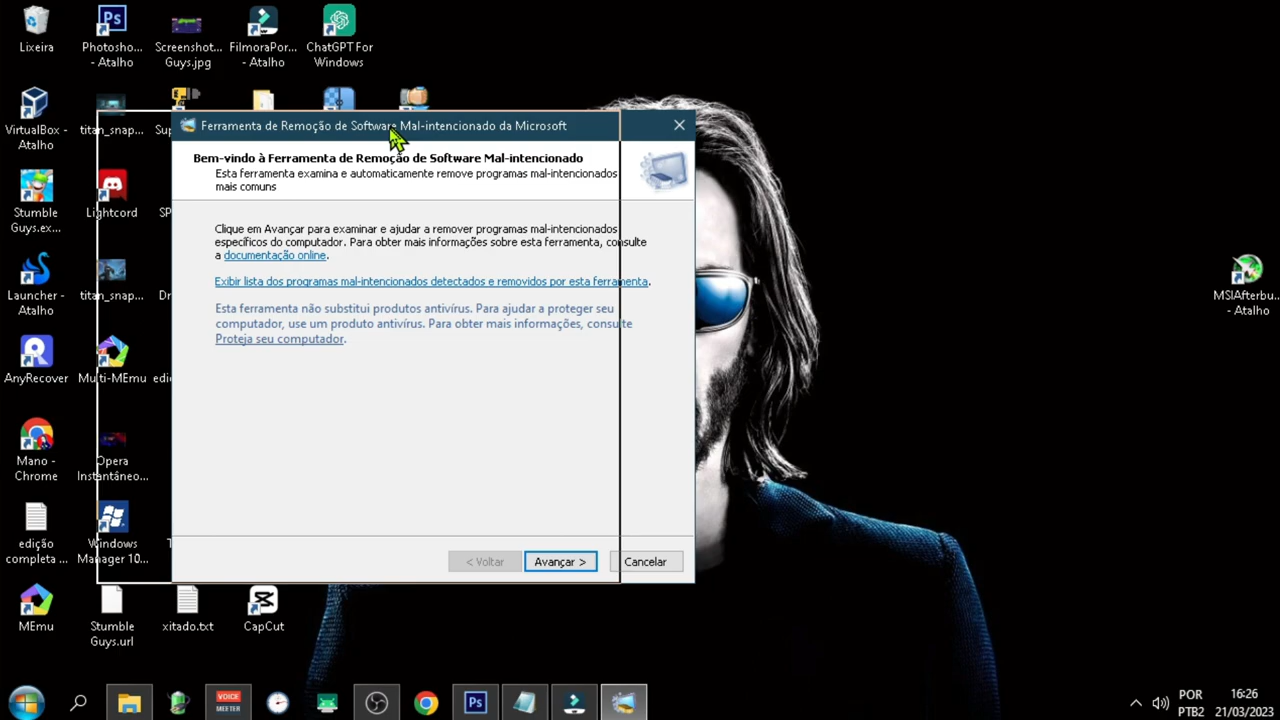 Lixeira
Photosho...
- Atalho
Screenshot...
Guys.jpg
FilmoraPor...
- Atalho
ChatGPT For
Windows
VirtualBox -
Atalho
titan_snap...
Ferramenta de Remoção de Software Mal-intencionado da Microsoft
Bem-vindo à Ferramenta de Remoção de Software Mal-intencionado
Esta ferramenta examina e automaticamente remove programas mal-intencionados
mais comuns
Stumble
Guys.ex...
Lightcord
SP
Clique em Avançar para examinar e ajudar a remover programas mal-intencionados
específicos do computador. Para obter mais informações sobre esta ferramenta, consulte
a documentação online.
Exibir lista dos programas mal-intencionados detectados e removidos por esta ferramenta.
Esta ferramenta não substitui produtos antivírus. Para ajudar a proteger seu
computador, use um produto antivírus. Para obter mais informações, consulte
Proteja seu computador.
Launcher -
Atalho
titan_snap...
MSIAfterbu...
- Atalho
AnyRecover
Multi-MEmu
Mano -
Chrome
Opera
Instantâneo...
edição
completa ...
Windows
Manager 10...
< Voltar
Avançar >
Cancelar
MEmu
Stumble
Guys.url
xitado.txt
CapCut
VOICE
MEETER
Ps
POR
PTB2
16:26
21/03/2023